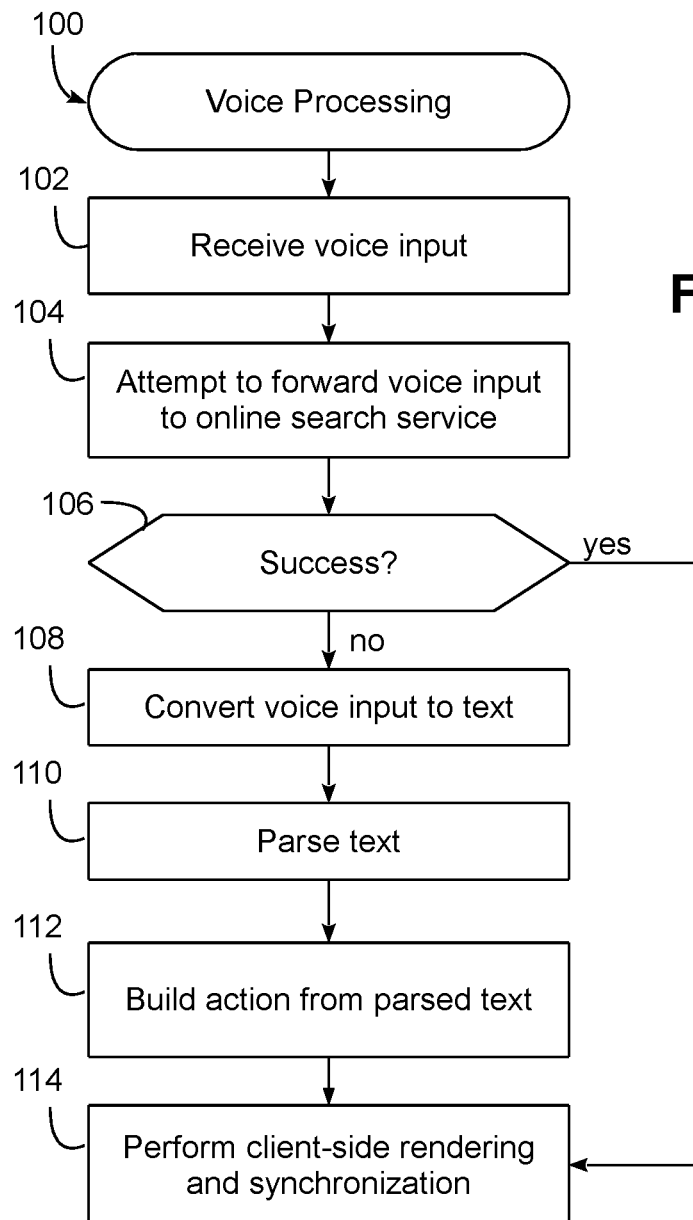 100
Voice Processing
102
Receive voice input
F
104
Attempt to forward voice input
to online search service
106
Success?
yes
no
108
Convert voice input to text
110
Parse text
112
Build action from parsed text
114
Perform client-side rendering
and synchronization